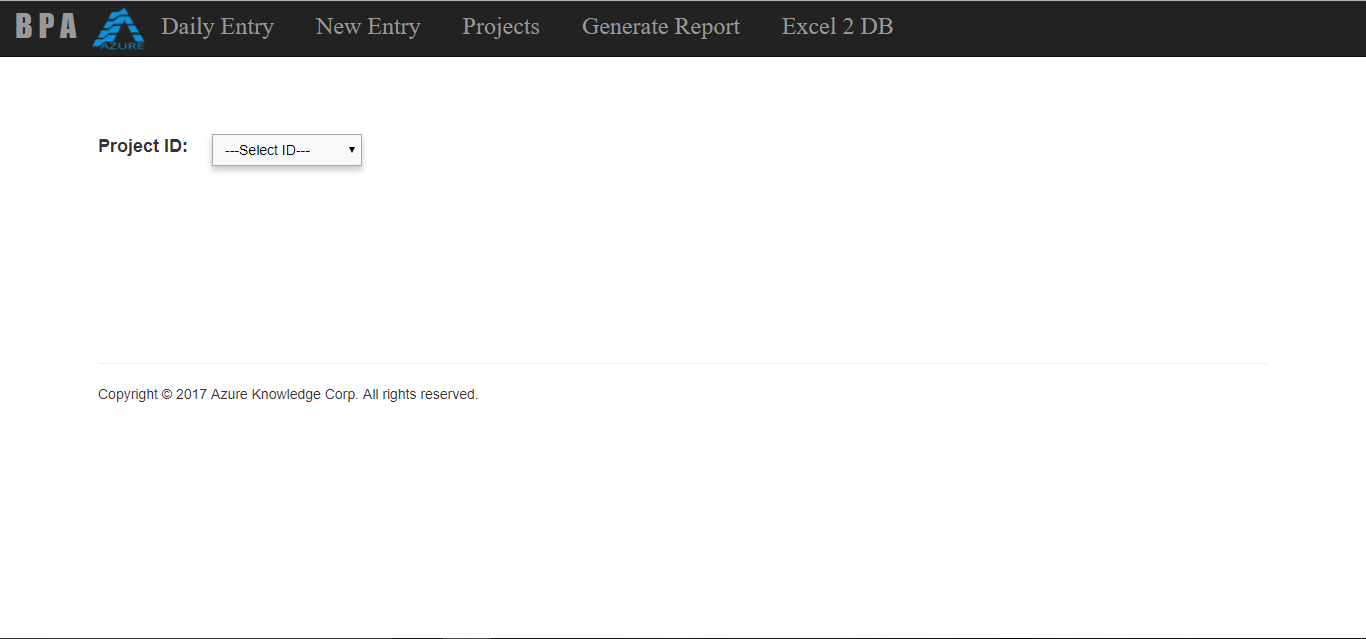 BPA AZURE Daily Entry New Entry Projects Generate Report Excel 2 DB
Project ID: ---Select ID---
Copyright © 2017 Azure Knowledge Corp. All rights reserved.